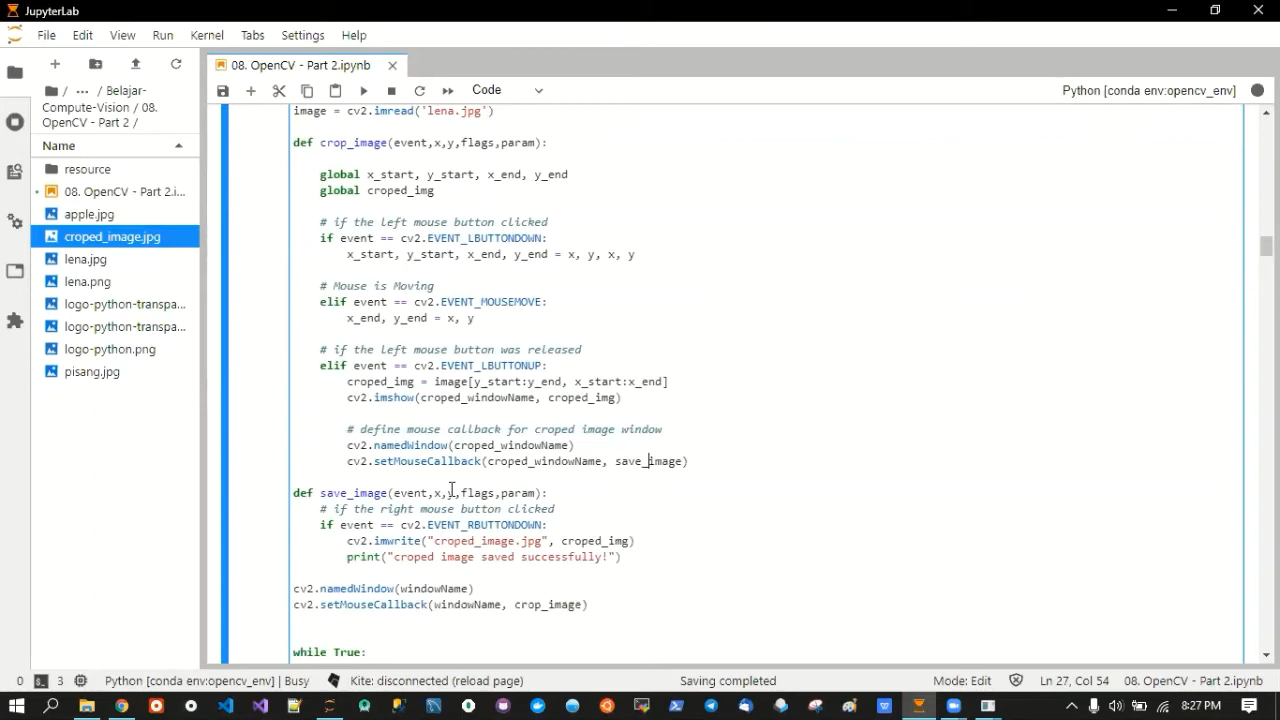 JupyterLab
File Edit View Run Kernel Tabs Settings Help
08. OpenCV - Part 2.ipynb
/ ... / Belajar-
Compute-Vision / 08.
OpenCV - Part 2 /
Code
Python [conda env:opencv_env]
Name
resource
08. OpenCV - Part 2.i...
apple.jpg
croped_image.jpg
lena.jpg
lena.png
logo-python-transpa...
logo-python-transpa...
logo-python.png
pisang.jpg
image = cv2.imread('lena.jpg')
def crop_image(event,x,y,flags,param):
global x_start, y_start, x_end, y_end
global croped_img
# if the left mouse button clicked
if event == cv2.EVENT_LBUTTONDOWN:
x_start, y_start, x_end, y_end = x, y, x, y
# Mouse is Moving
elif event == cv2.EVENT_MOUSEMOVE:
x_end, y_end = x, y
# if the left mouse button was released
elif event == cv2.EVENT_LBUTTONUP:
croped_img = image[y_start:y_end, x_start:x_end]
cv2.imshow(croped_windowName, croped_img)
# define mouse callback for croped image window
cv2.namedWindow(croped_windowName)
cv2.setMouseCallback(croped_windowName, save_image)
def save_image(event,x,y,flags,param):
# if the right mouse button clicked
if event == cv2.EVENT_RBUTTONDOWN:
cv2.imwrite("croped_image.jpg", croped_img)
print("croped image saved successfully!")
cv2.namedWindow(windowName)
cv2.setMouseCallback(windowName, crop_image)
while True:
0 3 Python [conda env:opencv_env] | Busy Kite: disconnected (reload page) Saving completed Mode: Edit Ln 27, Col 54 08. OpenCV - Part 2.ipynb
8:27 PM